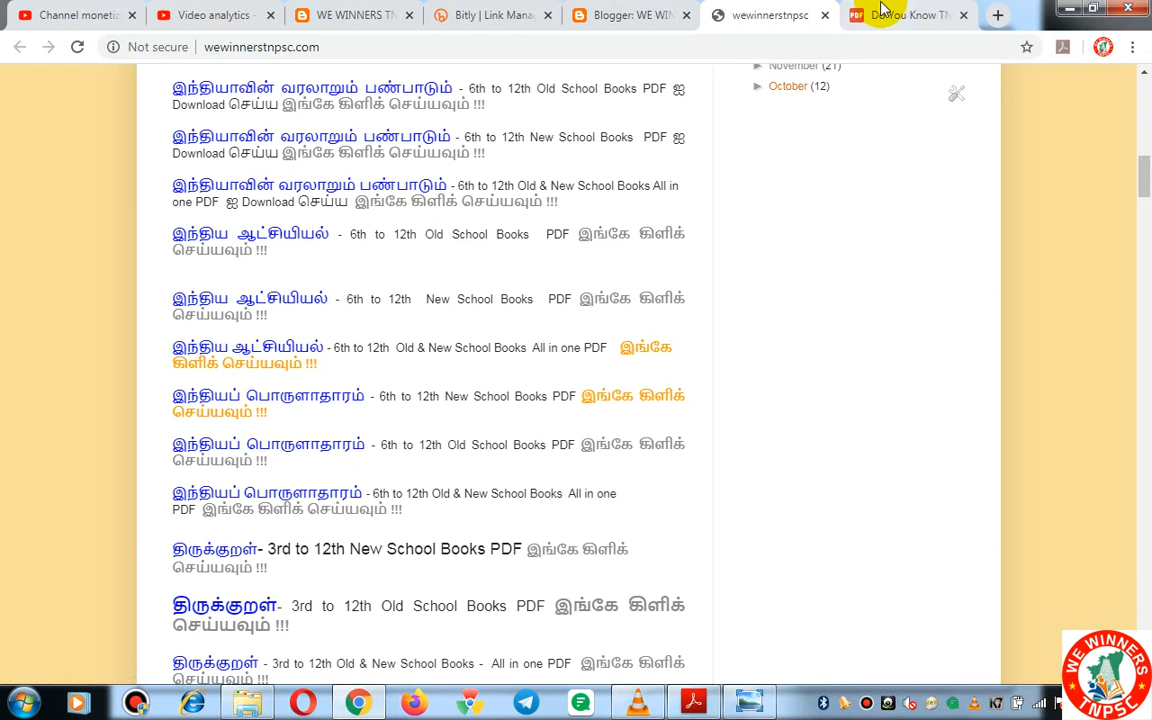 Channel monetiz
Video analytics -
WE WINNERS TN
Bitly | Link Mana
Blogger: WE WIN
wewinnerstnpsc
You Know TN
Not secure
wewinnerstnpsc.com
இந்தியாவின் வரலாறும் பண்பாடும் - 6th to 12th Old School Books PDF ஐ
Download செய்ய இங்கே கிளிக் செய்யவும் !!!
இந்தியாவின் வரலாறும் பண்பாடும் - 6th to 12th New School Books PDF ஐ
Download செய்ய இங்கே கிளிக் செய்யவும் !!!
இந்தியாவின் வரலாறும் பண்பாடும் - 6th to 12th Old & New School Books All in
one PDF ஐ Download செய்ய இங்கே கிளிக் செய்யவும் !!!
இந்திய ஆட்சியியல் - 6th to 12th Old School Books PDF இங்கே கிளிக்
செய்யவும் !!!
இந்திய ஆட்சியியல் - 6th to 12th New School Books PDF இங்கே கிளிக்
செய்யவும் !!!
இந்திய ஆட்சியியல் - 6th to 12th Old & New School Books All in one PDF இங்கே
கிளிக் செய்யவும் !!!
இந்தியப் பொருளாதாரம் - 6th to 12th New School Books PDF இங்கே கிளிக்
செய்யவும் !!!
இந்தியப் பொருளாதாரம் - 6th to 12th Old School Books PDF இங்கே கிளிக்
செய்யவும் !!!
இந்தியப் பொருளாதாரம் - 6th to 12th Old & New School Books All in one
PDF இங்கே கிளிக் செய்யவும் !!!
திருக்குறள்- 3rd to 12th New School Books PDF இங்கே கிளிக்
செய்யவும் !!!
திருக்குறள்- 3rd to 12th Old School Books PDF இங்கே கிளிக்
செய்யவும் !!!
திருக்குறள் - 3rd to 12th Old & New School Books - All in one PDF இங்கே கிளிக்
செய்யவும் !!!
November (21)
October (12)
WE WINNERS
TNPSC